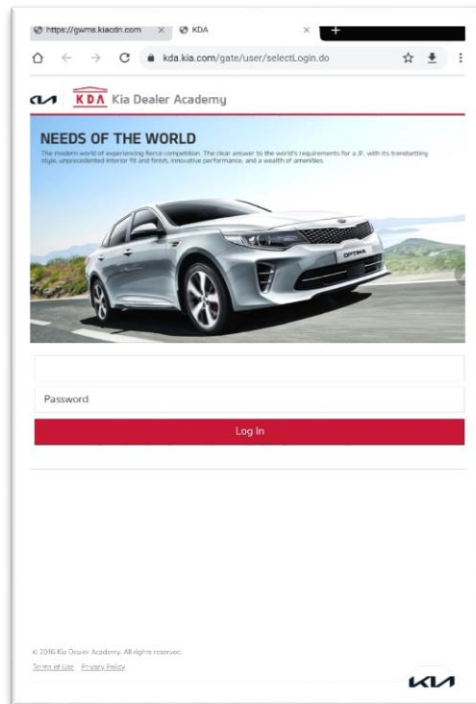 https://gwms.kiacdn.com × KDA × +
kda.kia.com/gate/user/selectLogin.do
KIA KDA Kia Dealer Academy
NEEDS OF THE WORLD
The modern world of experiencing fierce competition. The clear answer to the world's requirements for a JF, with its trendsetting
style, unprecedented interior fit and finish, innovative performance, and a wealth of amenities.
OPTIMA
Password
Log In
© 2016 Kia Dealer Academy. All rights reserved.
Terms of Use Privacy Policy
KIA